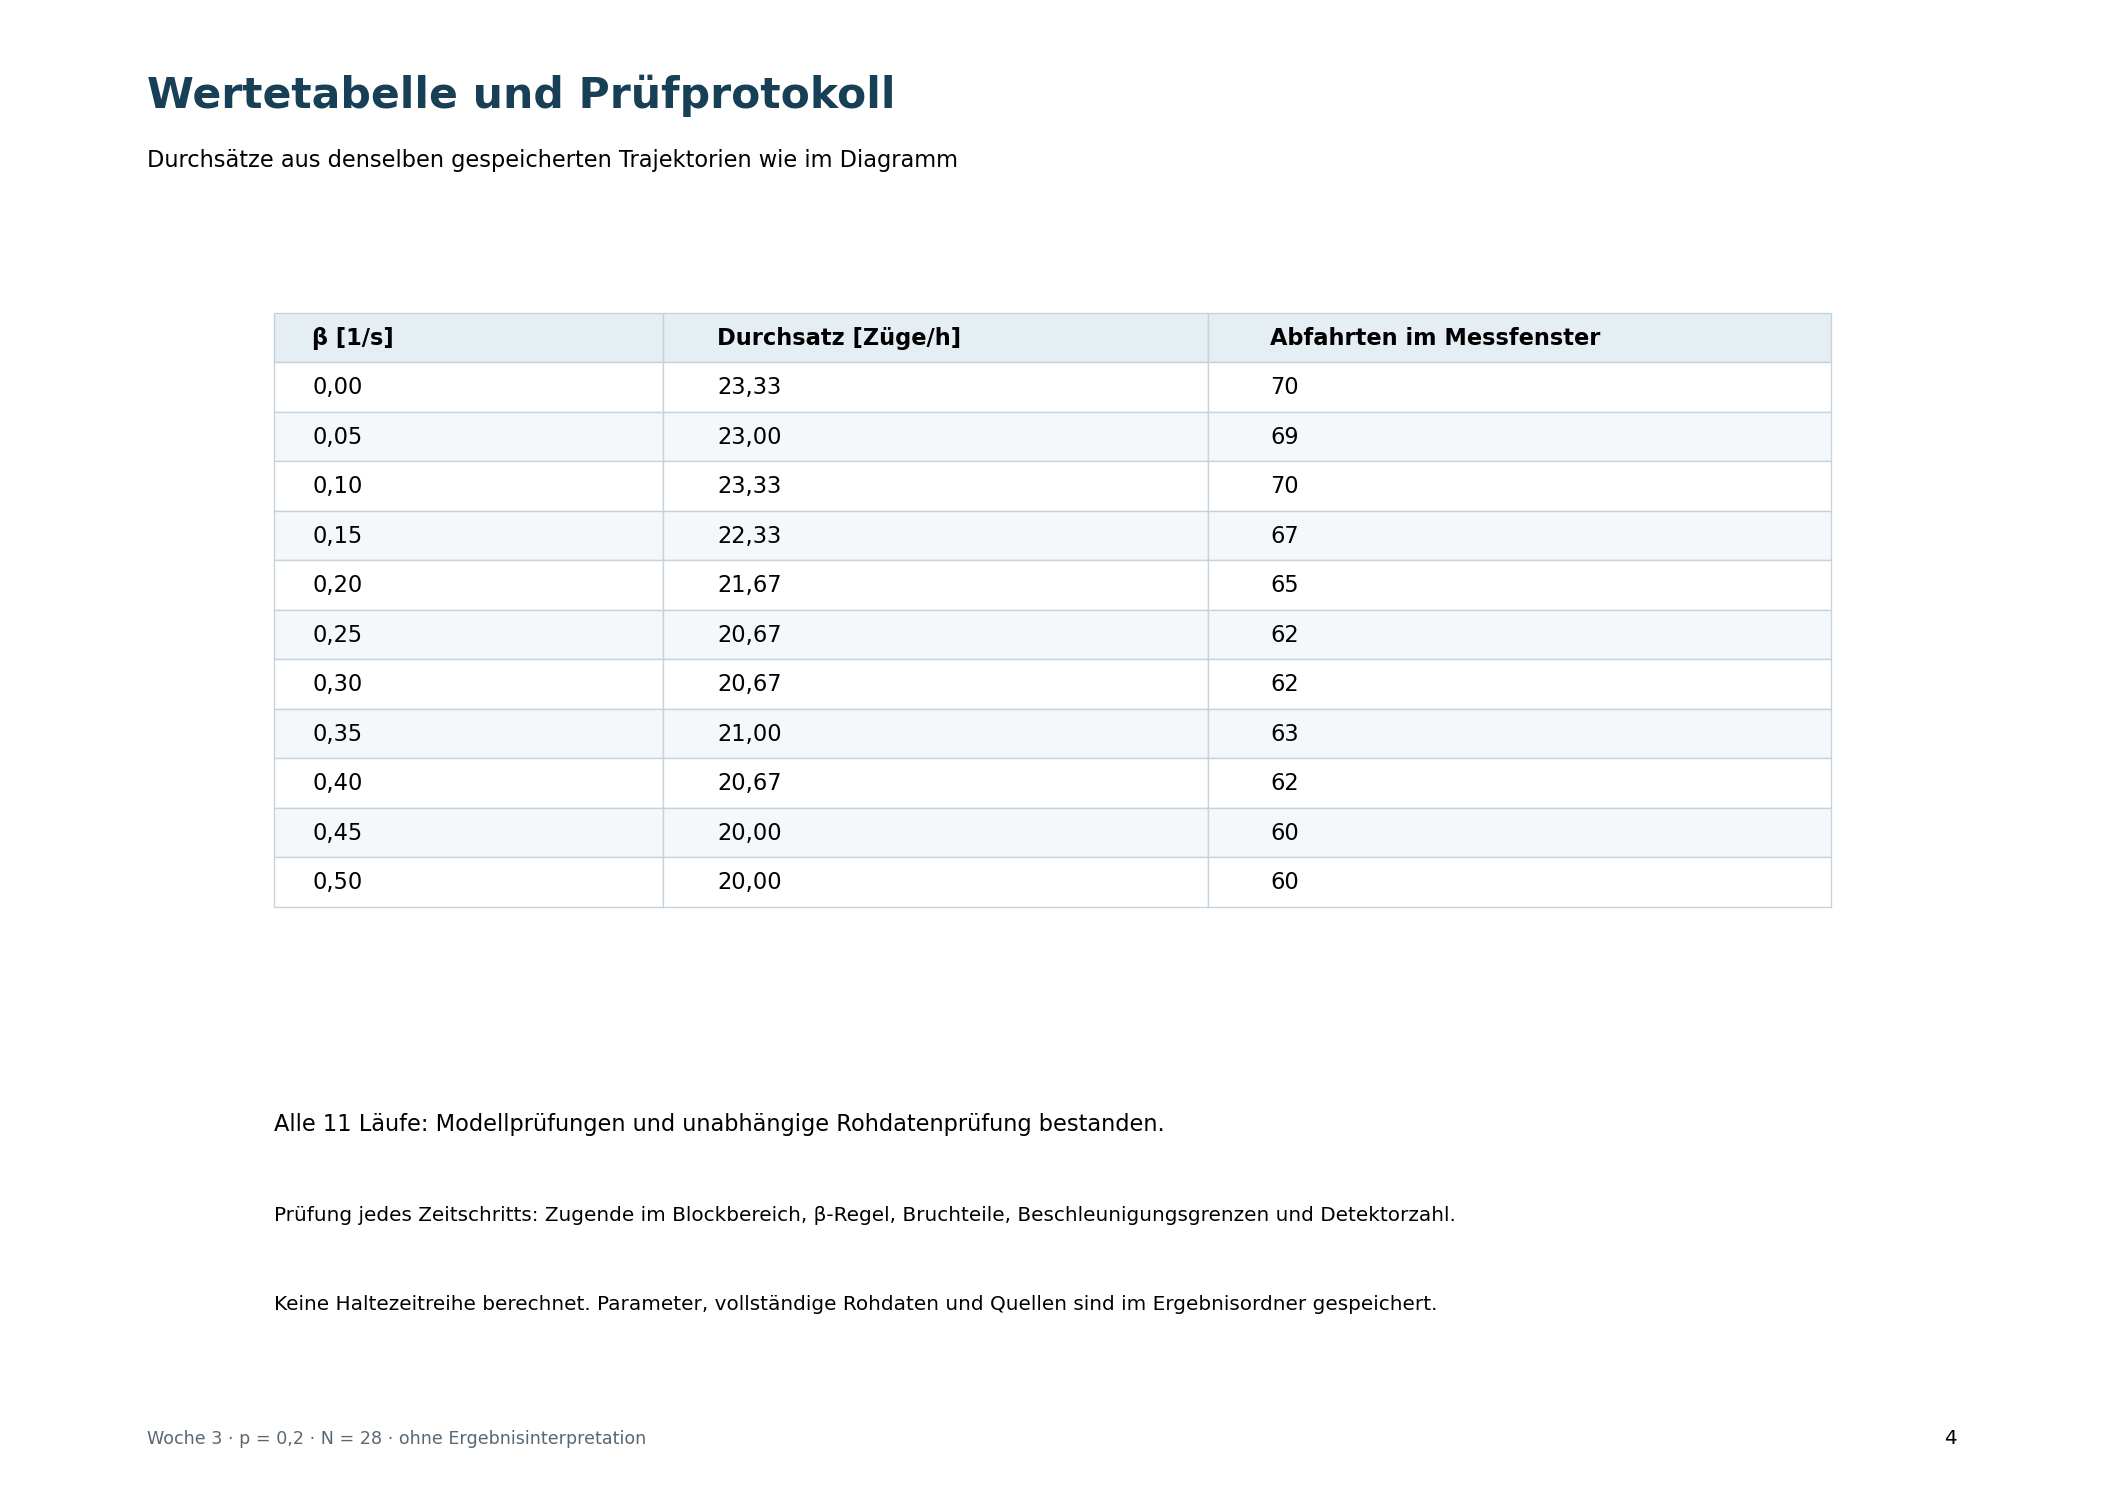 Wertetabelle und Prüfprotokoll
Durchsätze aus denselben gespeicherten Trajektorien wie im Diagramm
β [1/s] Durchsatz [Züge/h] Abfahrten im Messfenster
0,00 23,33 70
0,05 23,00 69
0,10 23,33 70
0,15 22,33 67
0,20 21,67 65
0,25 20,67 62
0,30 20,67 62
0,35 21,00 63
0,40 20,67 62
0,45 20,00 60
0,50 20,00 60
Alle 11 Läufe: Modellprüfungen und unabhängige Rohdatenprüfung bestanden.
Prüfung jedes Zeitschritts: Zugende im Blockbereich, β-Regel, Bruchteile, Beschleunigungsgrenzen und Detektorzahl.
Keine Haltezeitreihe berechnet. Parameter, vollständige Rohdaten und Quellen sind im Ergebnisordner gespeichert.
Woche 3 · p = 0,2 · N = 28 · ohne Ergebnisinterpretation 4